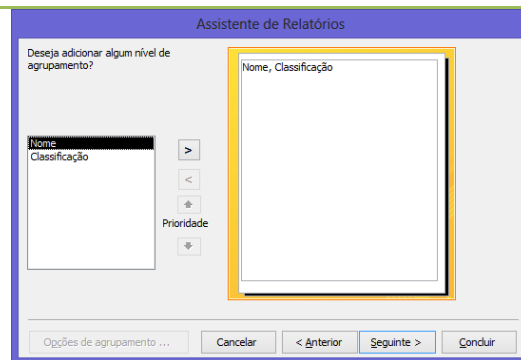 Assistente de Relatórios
Deseja adicionar algum nível de
agrupamento?
Nome, Classificação
Nome
Classificação
>
<
Prioridade
Opções de agrupamento ...
Cancelar
< Anterior
Seguinte >
Concluir